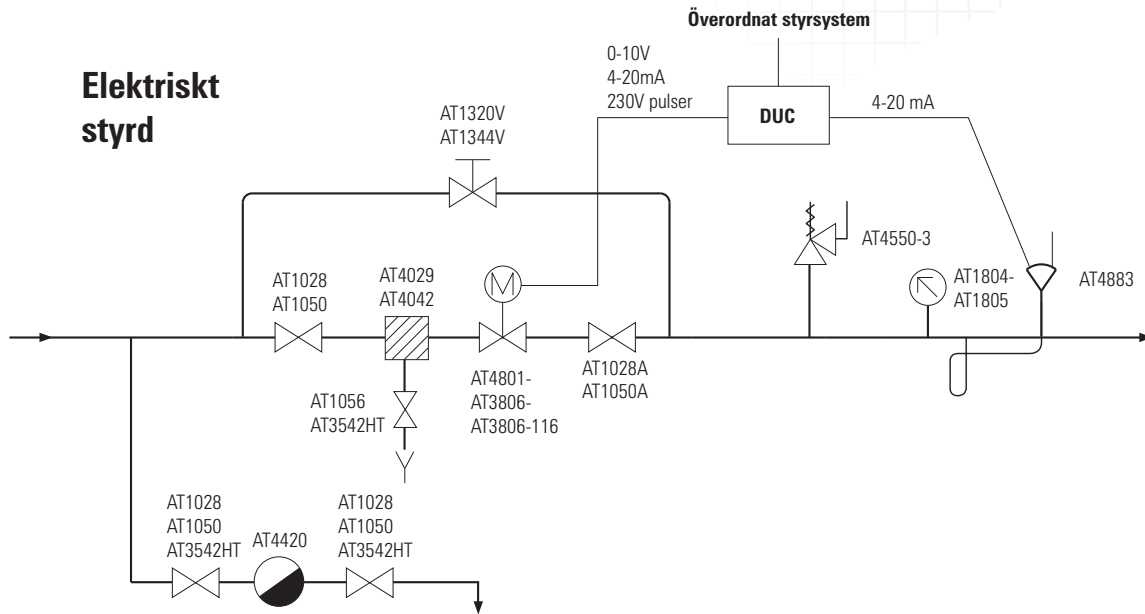 Överordnat styrsystem
Elektriskt
styrd
0-10V
4-20mA
230V pulser
DUC
4-20 mA
AT1320V
AT1344V
AT4550-3
AT1028
AT1050
AT4029
AT4042
M
AT1804-
AT1805
AT4883
AT1056
AT3542HT
AT4801-
AT3806-
AT3806-116
AT1028A
AT1050A
AT1028
AT1050
AT3542HT
AT4420
AT1028
AT1050
AT3542HT